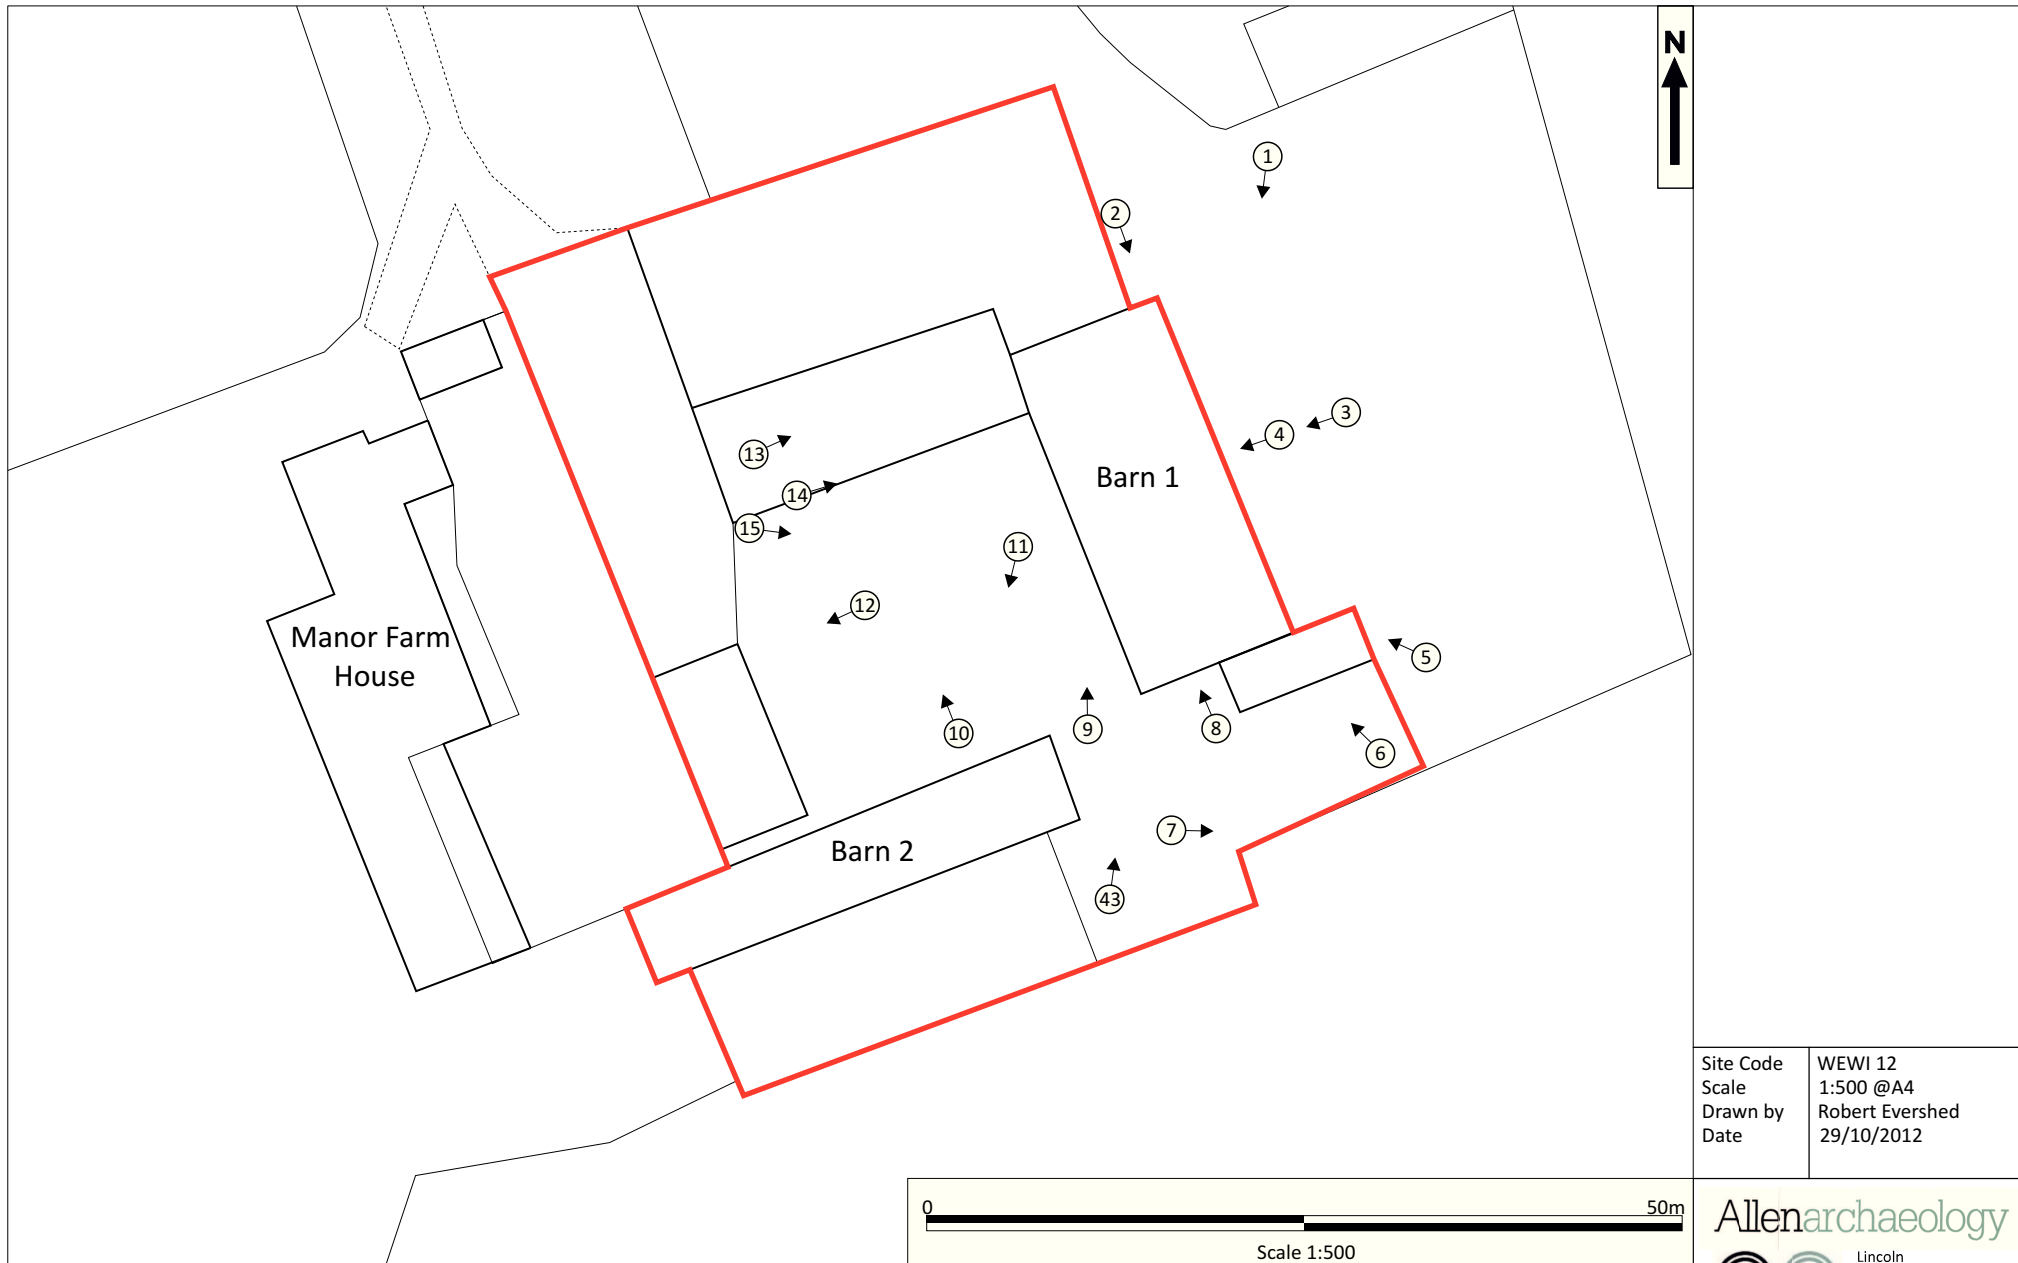 N
1
2
3
4
13
Barn 1
14
15
11
12
Manor Farm
House
5
10
9
8
6
7
Barn 2
43
Site Code WEWI 12
Scale 1:500 @A4
Drawn by Robert Evershed
Date 29/10/2012
0 50m
Scale 1:500
Allenarchaeology
Lincoln